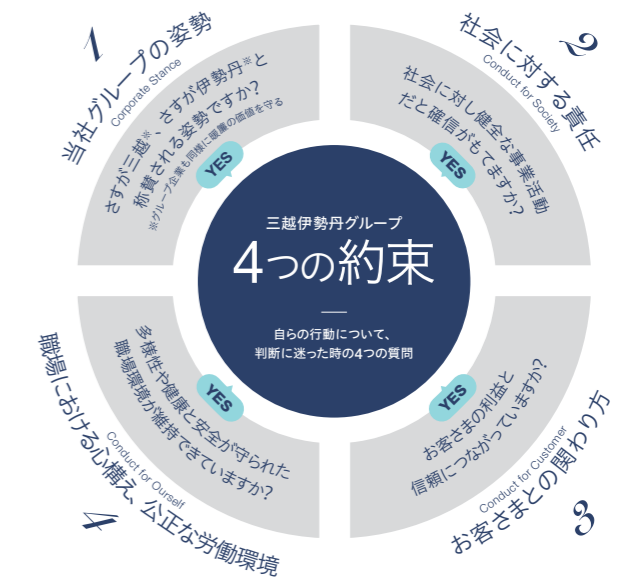 三越伊勢丹グループ
4つの約束
自らの行動について、
判断に迷った時の4つの質問
1
当社グループの姿勢
Corporate Stance
さすが三越※、さすが伊勢丹※と
称賛される姿勢ですか?
※グループ企業も同様に暖簾の価値を守る
YES
2
社会に対する責任
Conduct for Society
社会に対し健全な事業活動
だと確信がもてますか?
YES
3
お客さまとの関わり方
Conduct for Customer
お客さまの利益と
信頼につながっていますか?
YES
4
職場における心構え、公正な労働環境
Conduct for Ourself
多様性や健康と安全が守られた
職場環境が維持できていますか?
YES